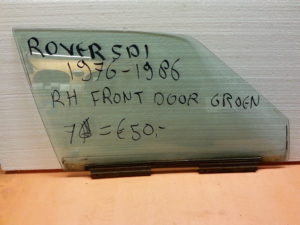 ROVER SD1
1976-1986
RH FRONT DOOR GROEN
= €50,-